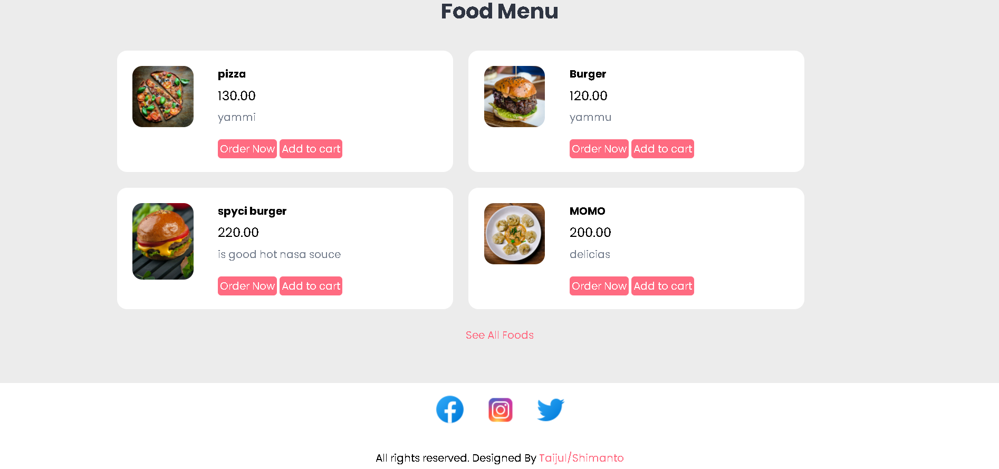 Food Menu
pizza
130.00
yammi
Order Now Add to cart
Burger
120.00
yammu
Order Now Add to cart
spyci burger
220.00
is good hot nasa souce
Order Now Add to cart
MOMO
200.00
delicias
Order Now Add to cart
See All Foods
All rights reserved. Designed By Taijul/Shimanto